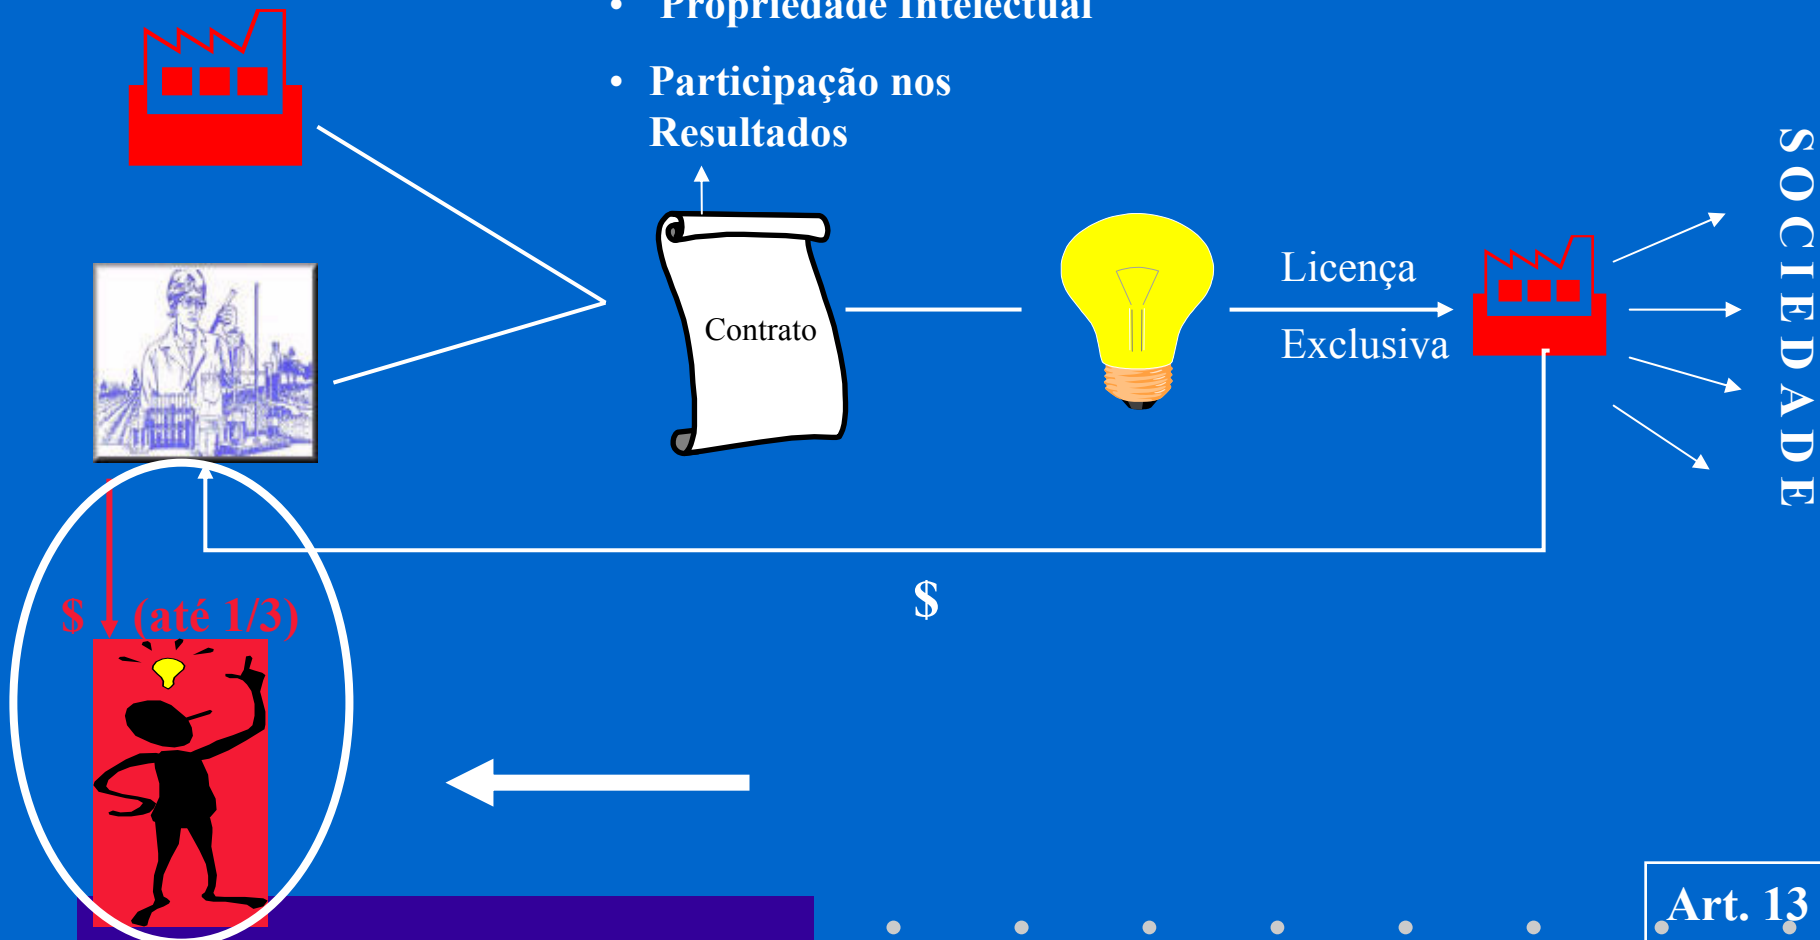 • Propriedade Intelectual
• Participação nos
Resultados
Contrato
Licença
Exclusiva
SOCIEDADE
$
$ (até 1/3)
Art. 13